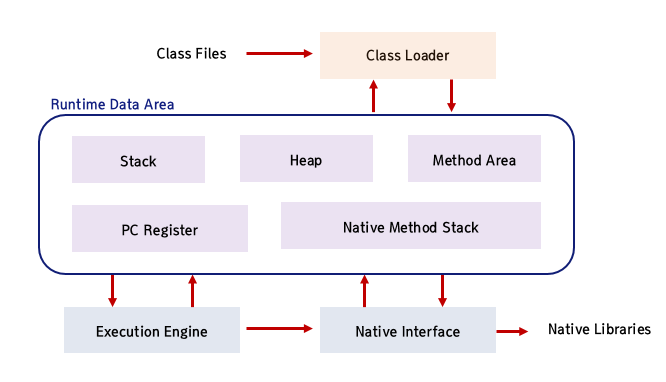 Class Files
Class Loader
Runtime Data Area
Stack
Heap
Method Area
PC Register
Native Method Stack
Execution Engine
Native Interface
Native Libraries